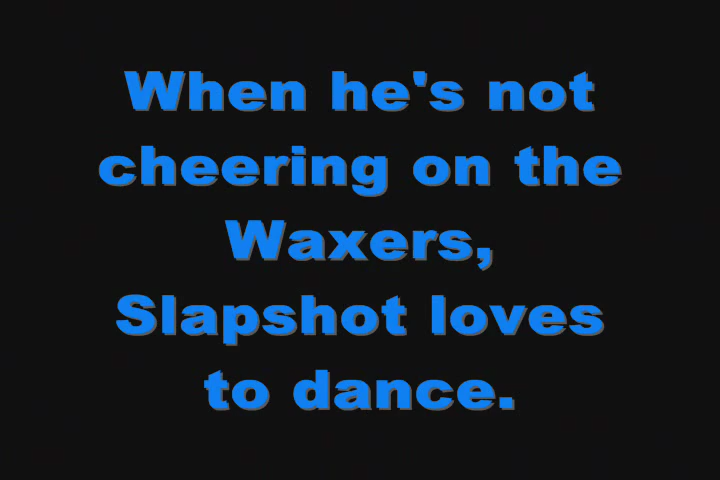 When he's not
cheering on the
Waxers,
Slapshot loves
to dance.